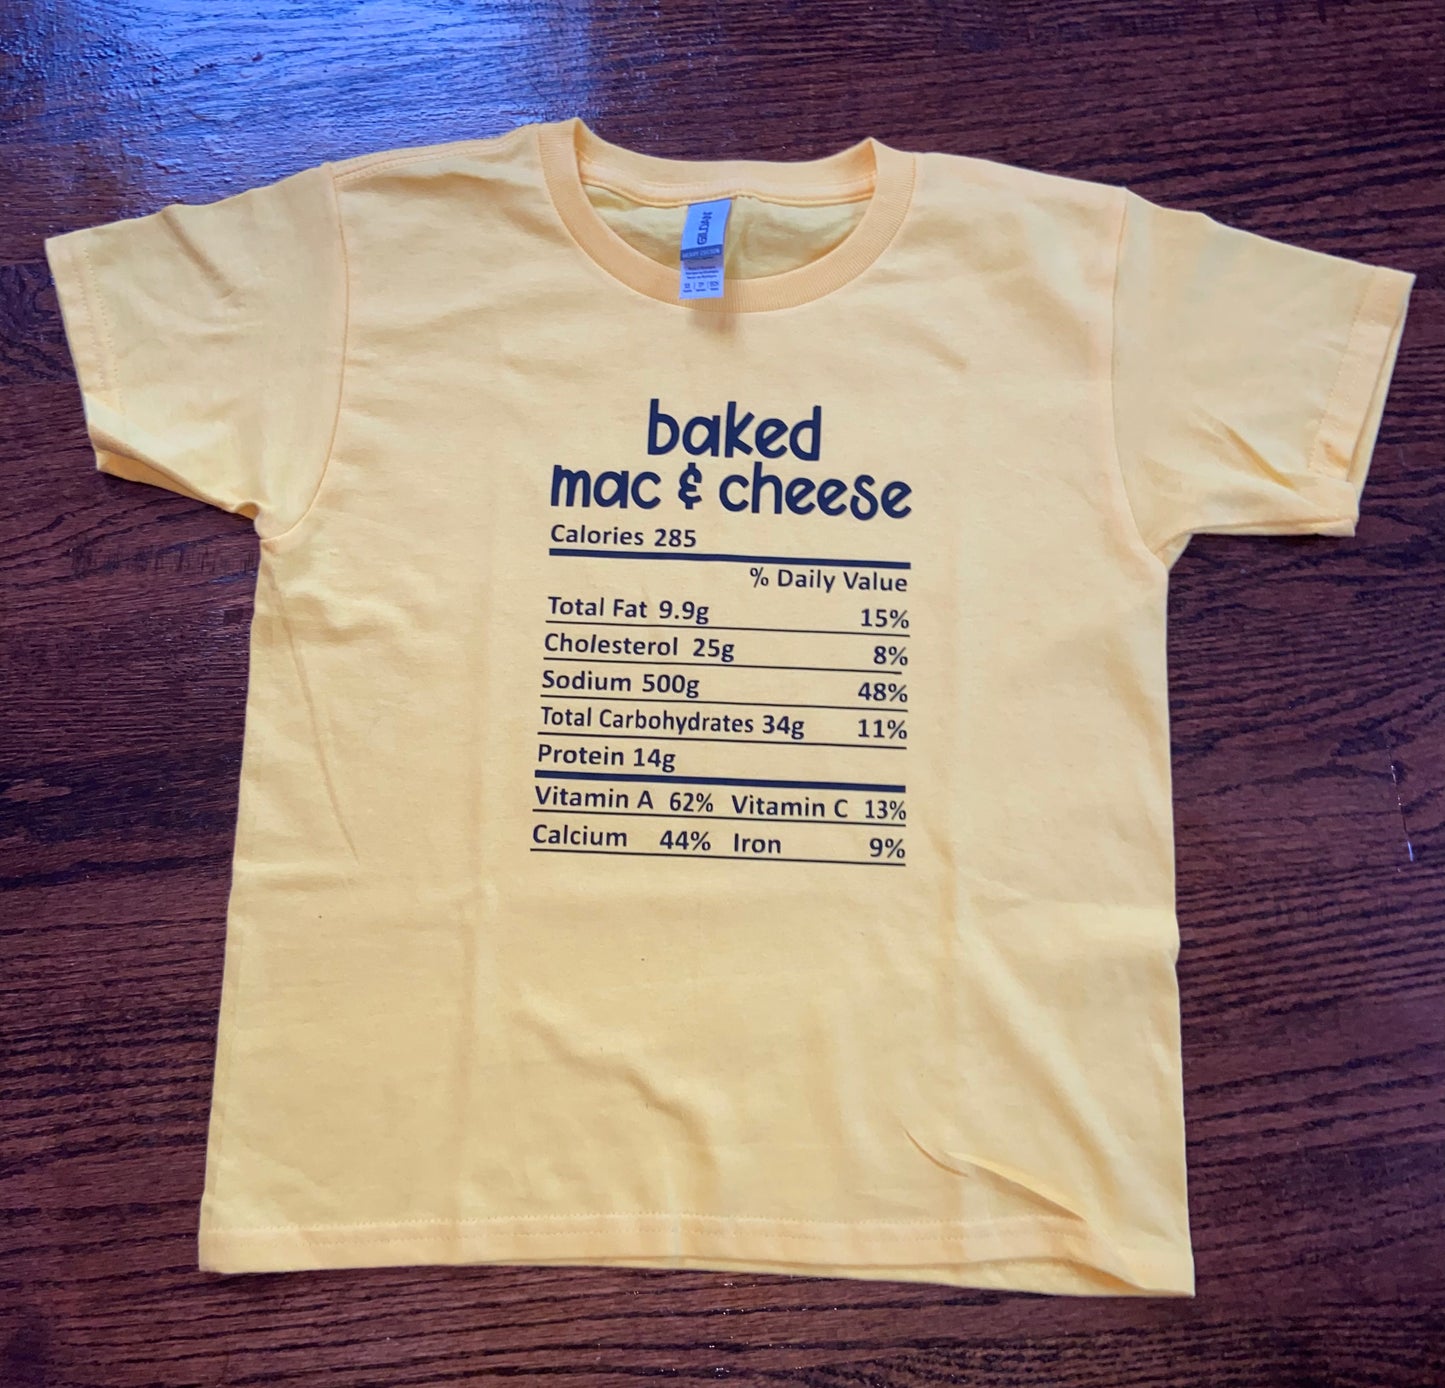 GILDAN
baked
mac & cheese
Calories 285
% Daily Value
Total Fat 9.9g 15%
Cholesterol 25g 8%
Sodium 500g 48%
Total Carbohydrates 34g 11%
Protein 14g
Vitamin A 62% Vitamin C 13%
Calcium 44% Iron 9%